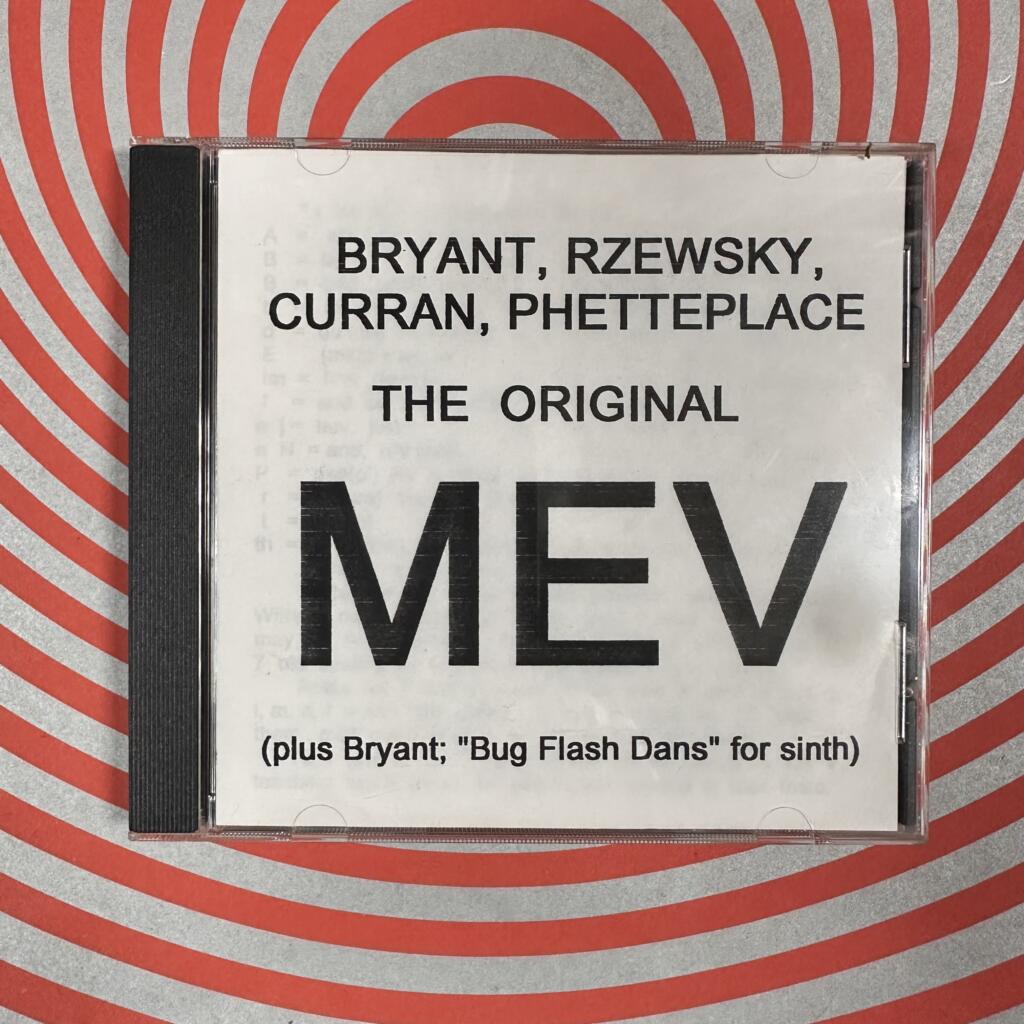 BRYANT, RZEWSKY,
CURRAN, PHETTEPLACE
THE ORIGINAL
MEV
(plus Bryant; "Bug Flash Dans" for sinth)